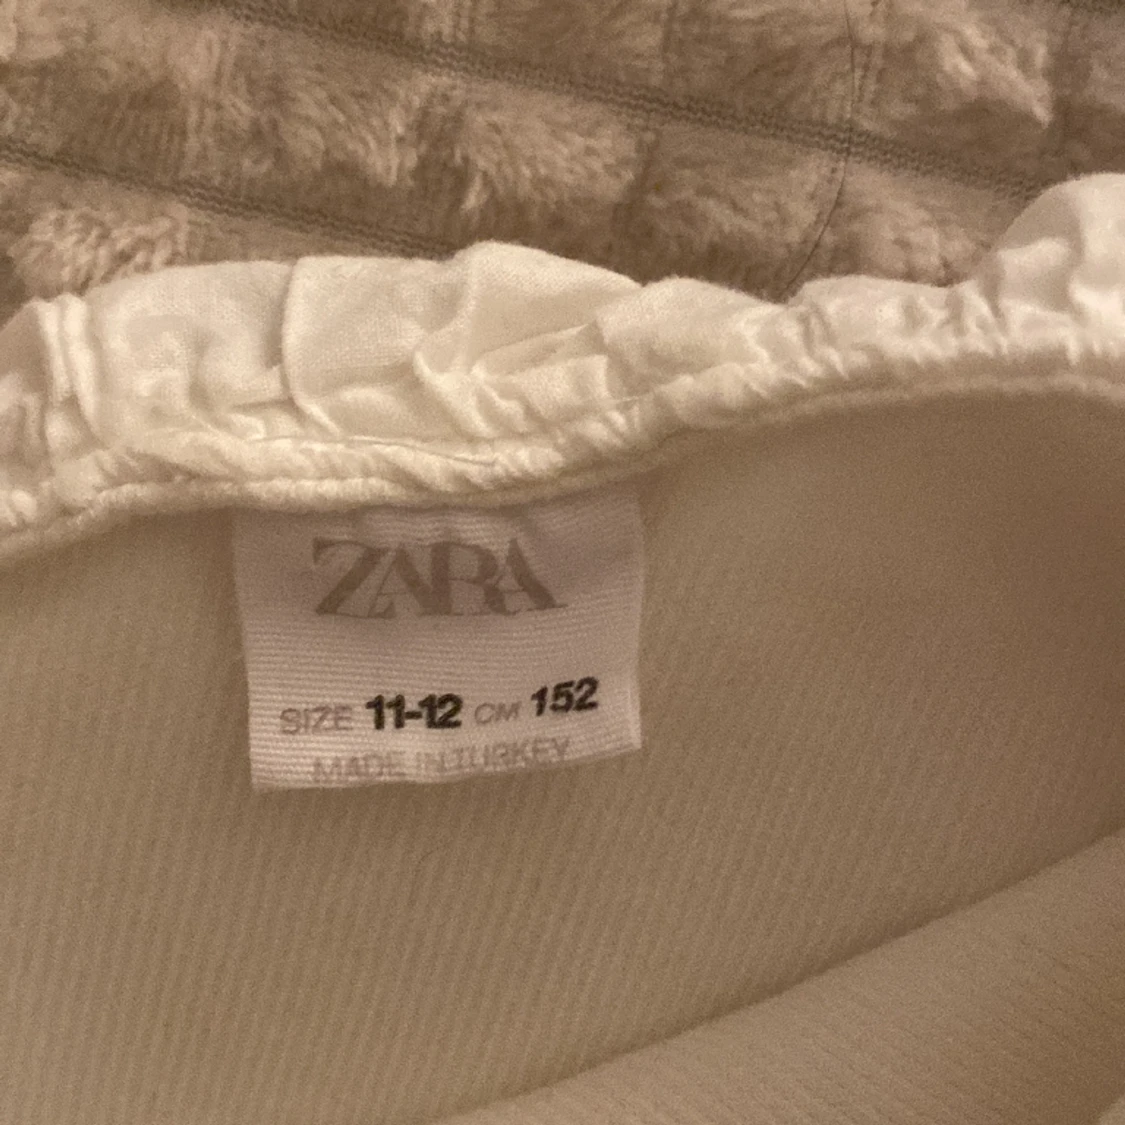 ZARA
SIZE 11-12 CM 152
MADE IN TURKEY